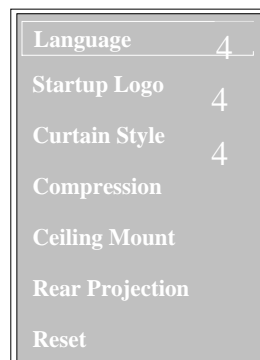 Language 4
Startup Logo 4
Curtain Style 4
Compression
Ceiling Mount
Rear Projection
Reset